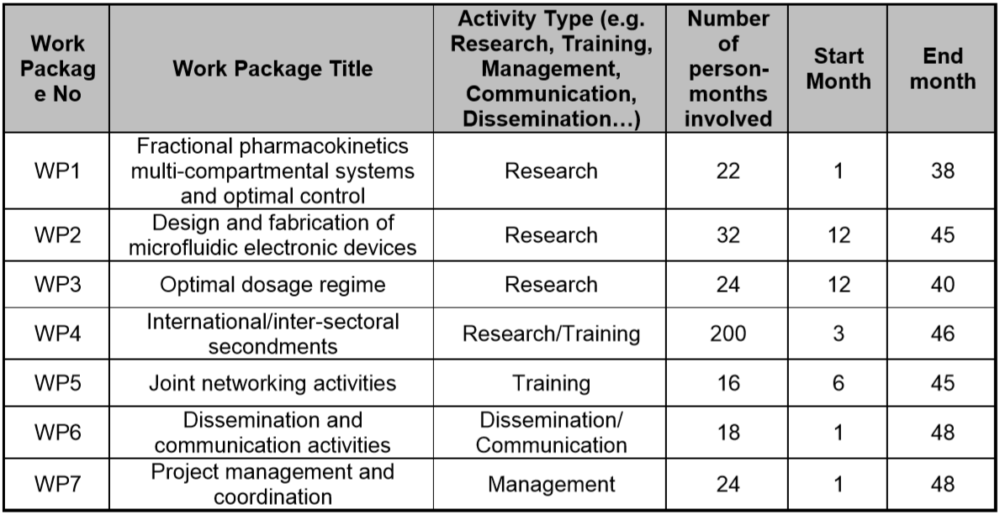 Work Packag e No | Work Package Title | Activity Type (e.g. Research, Training, Management, Communication, Dissemination…) | Number of person-months involved | Start Month | End month
WP1 | Fractional pharmacokinetics multi-compartmental systems and optimal control | Research | 22 | 1 | 38
WP2 | Design and fabrication of microfluidic electronic devices | Research | 32 | 12 | 45
WP3 | Optimal dosage regime | Research | 24 | 12 | 40
WP4 | International/inter-sectoral secondments | Research/Training | 200 | 3 | 46
WP5 | Joint networking activities | Training | 16 | 6 | 45
WP6 | Dissemination and communication activities | Dissemination/ Communication | 18 | 1 | 48
WP7 | Project management and coordination | Management | 24 | 1 | 48